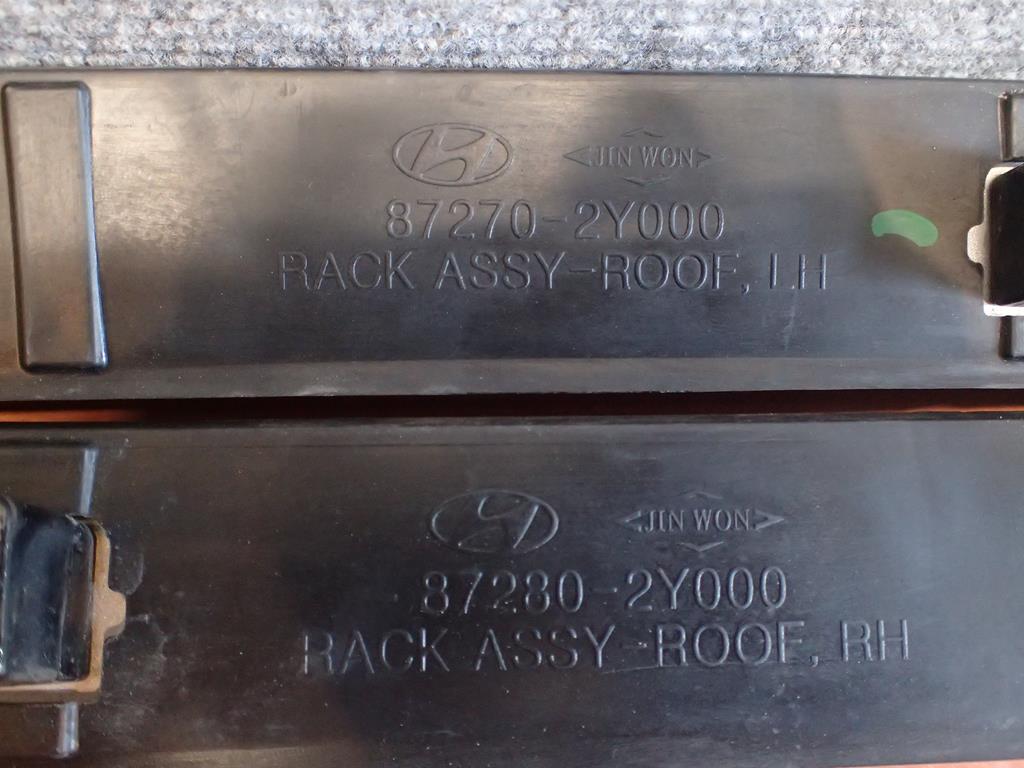 JIN WON
87270-2Y000
RACK ASSY-ROOF, LH
JIN WON
87280-2Y000
RACK ASSY-ROOF, RH